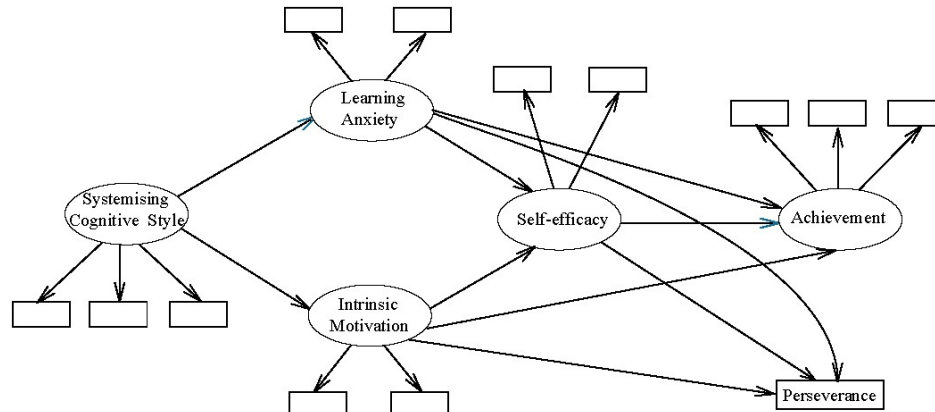 Learning
Anxiety
Systemising
Cognitive Style
Self-efficacy
Achievement
Intrinsic
Motivation
Perseverance